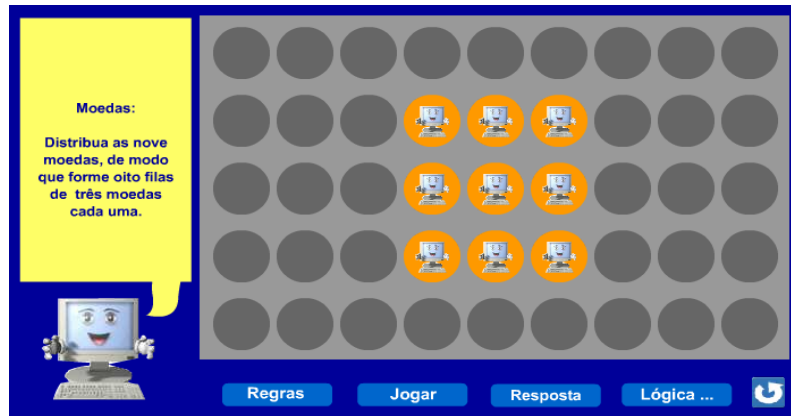 Moedas:
Distribua as nove
moedas, de modo
que forme oito filas
de três moedas
cada uma.
Regras
Jogar
Resposta
Lógica ...